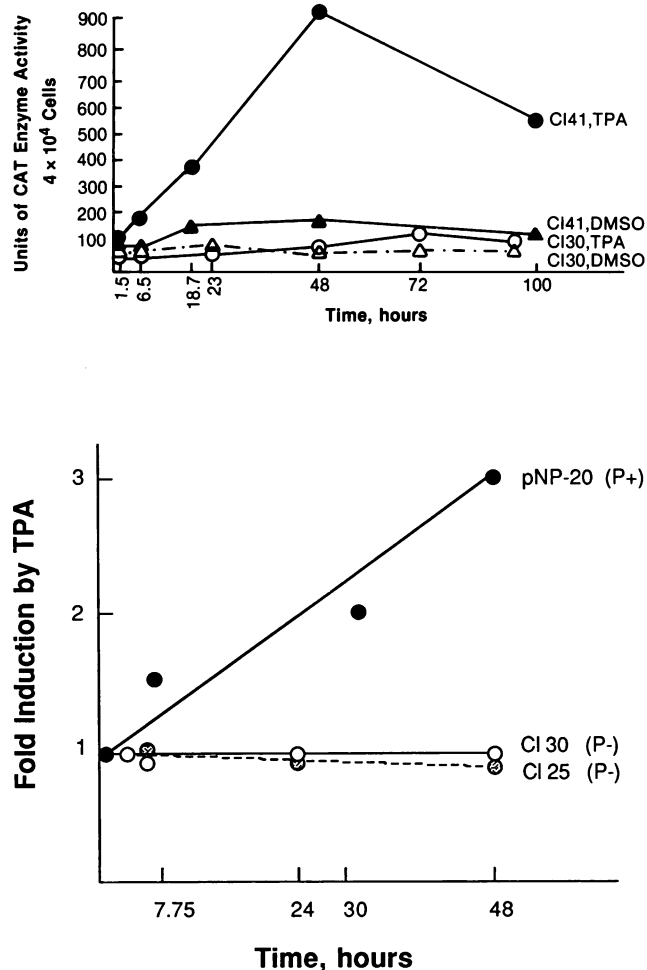 Units of CAT Enzyme Activity
4 × 10⁴ Cells
900
800
700
600
500
400
300
200
100
Cl41,TPA
Cl41,DMSO
Cl30,TPA
Cl30,DMSO
1.5
6.5
18.7
23
48
72
100
Time, hours
Fold Induction by TPA
3
2
1
pNP-20 (P+)
Cl 30 (P-)
Cl 25 (P-)
7.75
24
30
48
Time, hours